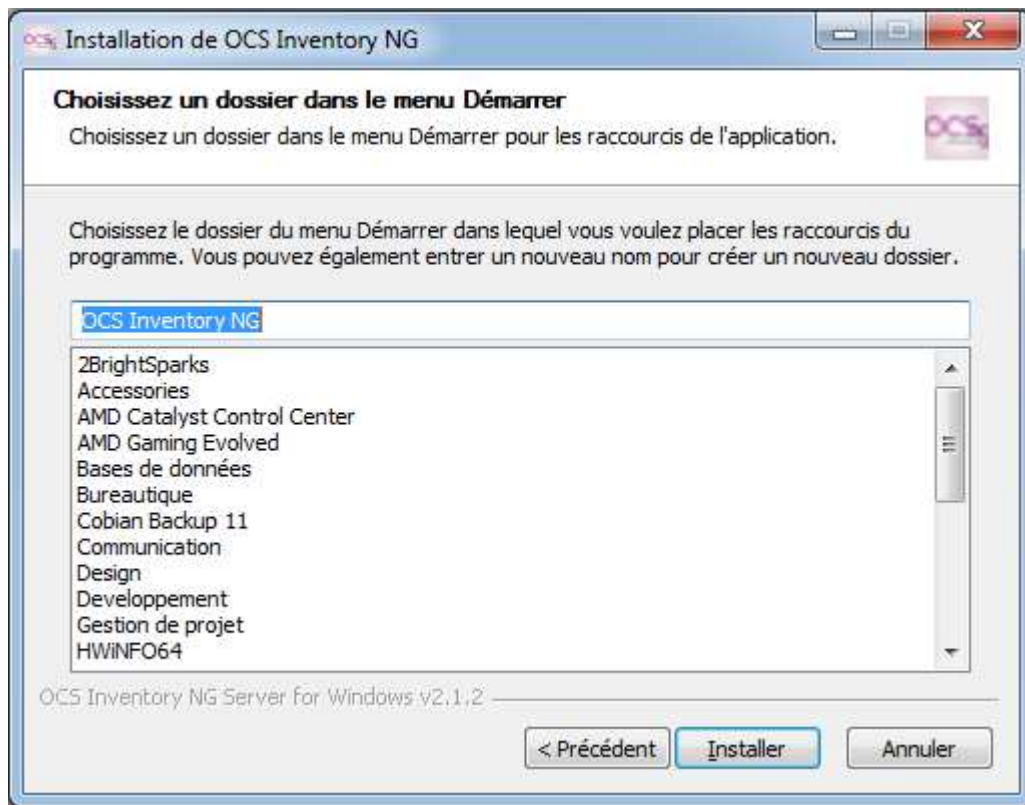 OCS Installation de OCS Inventory NG
Choisissez un dossier dans le menu Démarrer
Choisissez un dossier dans le menu Démarrer pour les raccourcis de l'application.
OCS
Choisissez le dossier du menu Démarrer dans lequel vous voulez placer les raccourcis du
programme. Vous pouvez également entrer un nouveau nom pour créer un nouveau dossier.
OCS Inventory NG
2BrightSparks
Accessories
AMD Catalyst Control Center
AMD Gaming Evolved
Bases de données
Bureautique
Cobian Backup 11
Communication
Design
Developpement
Gestion de projet
HWiNFO64
OCS Inventory NG Server for Windows v2.1.2
< Précédent Installer Annuler